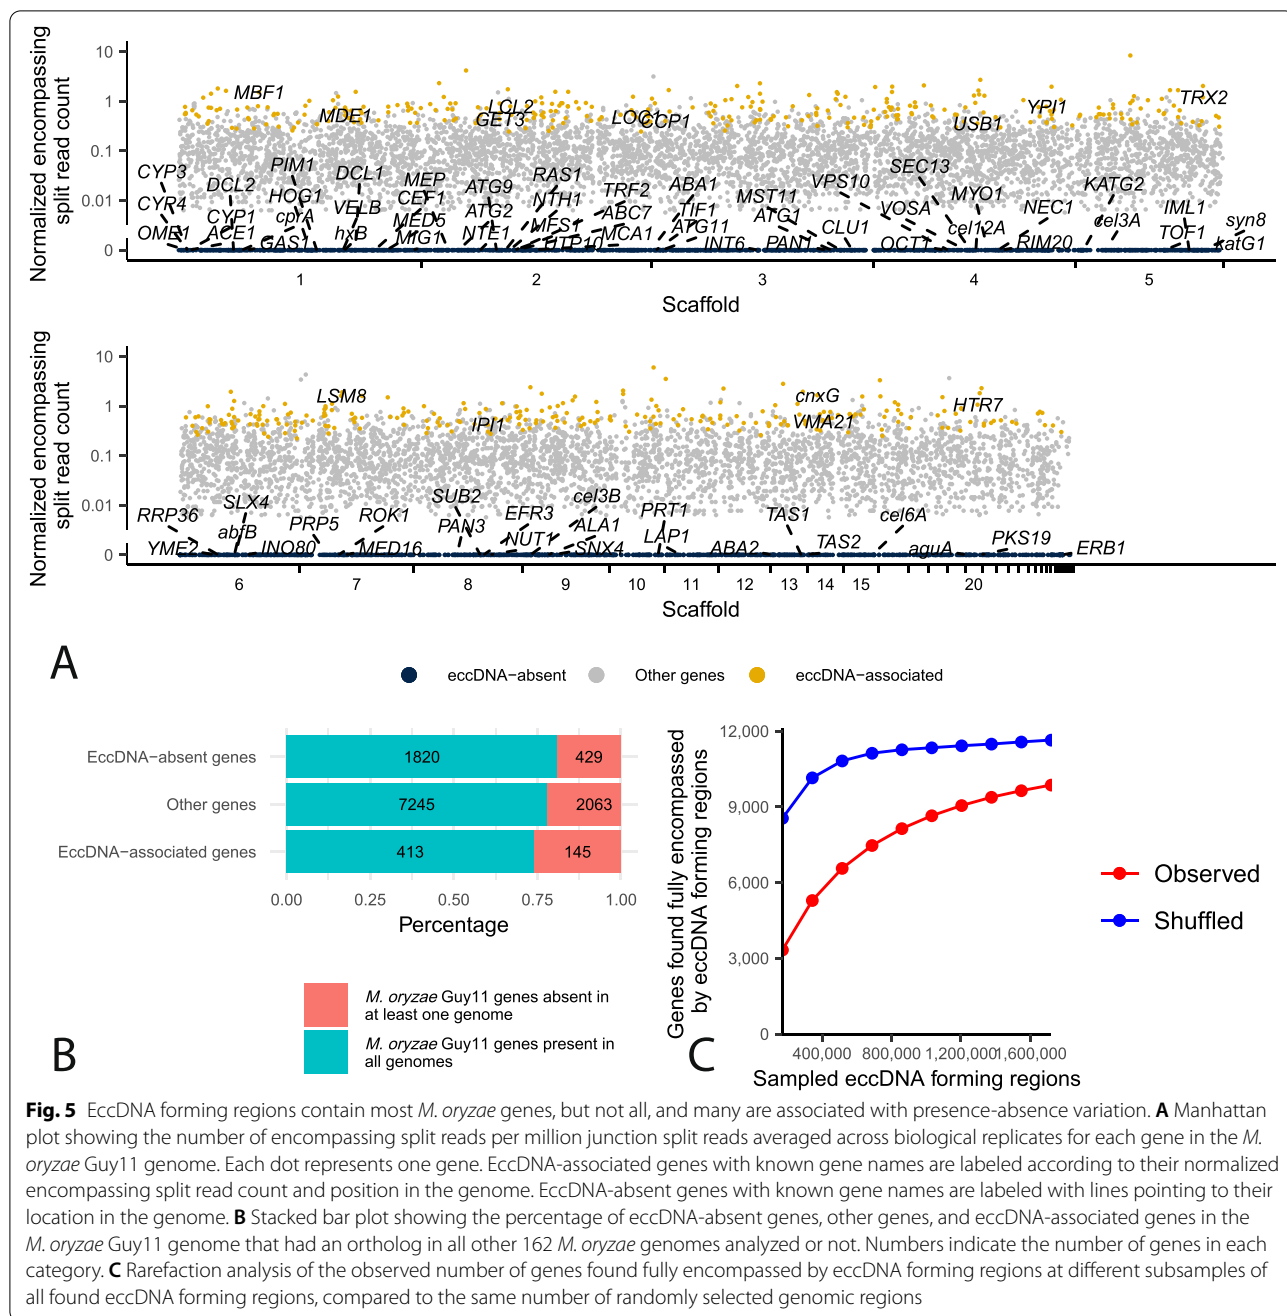 Normalized encompassing
split read count
10
1
0.1
0.01
0
MBF1
MDE1
LCL2
GET3
CCP1
USB1
YPI1
TRX2
CYP3
CYR4
OME1
DCL2
CYP1
ACE1
PIM1
HOG1
cprA
GAS1
DCL1
VELB
hxB
MEP
CEF1
MED5
MIG1
ATG9
ATG2
NTE1
RAS1
NTH1
MFS1
UTP10
TRF2
ABC7
MCA1
ABA1
TIF1
ATG11
INT6
MST11
ATG1
PAN1
VPS10
CLU1
SEC13
VOSA
OCT1
MYO1
cel12A
NEC1
RIM20
KATG2
cel3A
IML1
TOF1
syn8
katG1
1
2
3
4
5
Scaffold
Normalized encompassing
split read count
10
1
0.1
0.01
0
LSM8
IPI1
cnxG
VMA21
HTR7
RRP36
YME2
SLX4
abfB
INO80
PRP5
ROK1
MED16
SUB2
PAN3
EFR3
NUT1
cel3B
ALA1
SNX4
PRT1
LAP1
ABA2
TAS1
TAS2
cel6A
aguA
PKS19
ERB1
6
7
8
9
10
11
12
13
14
15
20
Scaffold
A
eccDNA−absent
Other genes
eccDNA−associated
EccDNA−absent genes
1820
429
Other genes
7245
2063
EccDNA−associated genes
413
145
0.00
0.25
0.50
0.75
1.00
Percentage
M. oryzae Guy11 genes absent in
at least one genome
M. oryzae Guy11 genes present in
all genomes
B
Genes found fully encompassed
by eccDNA forming regions
12,000
9,000
6,000
3,000
0
400,000
800,000
1,200,000
1,600,000
Sampled eccDNA forming regions
Observed
Shuffled
C
Fig. 5 EccDNA forming regions contain most M. oryzae genes, but not all, and many are associated with presence-absence variation. A Manhattan
plot showing the number of encompassing split reads per million junction split reads averaged across biological replicates for each gene in the M.
oryzae Guy11 genome. Each dot represents one gene. EccDNA-associated genes with known gene names are labeled according to their normalized
encompassing split read count and position in the genome. EccDNA-absent genes with known gene names are labeled with lines pointing to their
location in the genome. B Stacked bar plot showing the percentage of eccDNA-absent genes, other genes, and eccDNA-associated genes in the
M. oryzae Guy11 genome that had an ortholog in all other 162 M. oryzae genomes analyzed or not. Numbers indicate the number of genes in each
category. C Rarefaction analysis of the observed number of genes found fully encompassed by eccDNA forming regions at different subsamples of
all found eccDNA forming regions, compared to the same number of randomly selected genomic regions